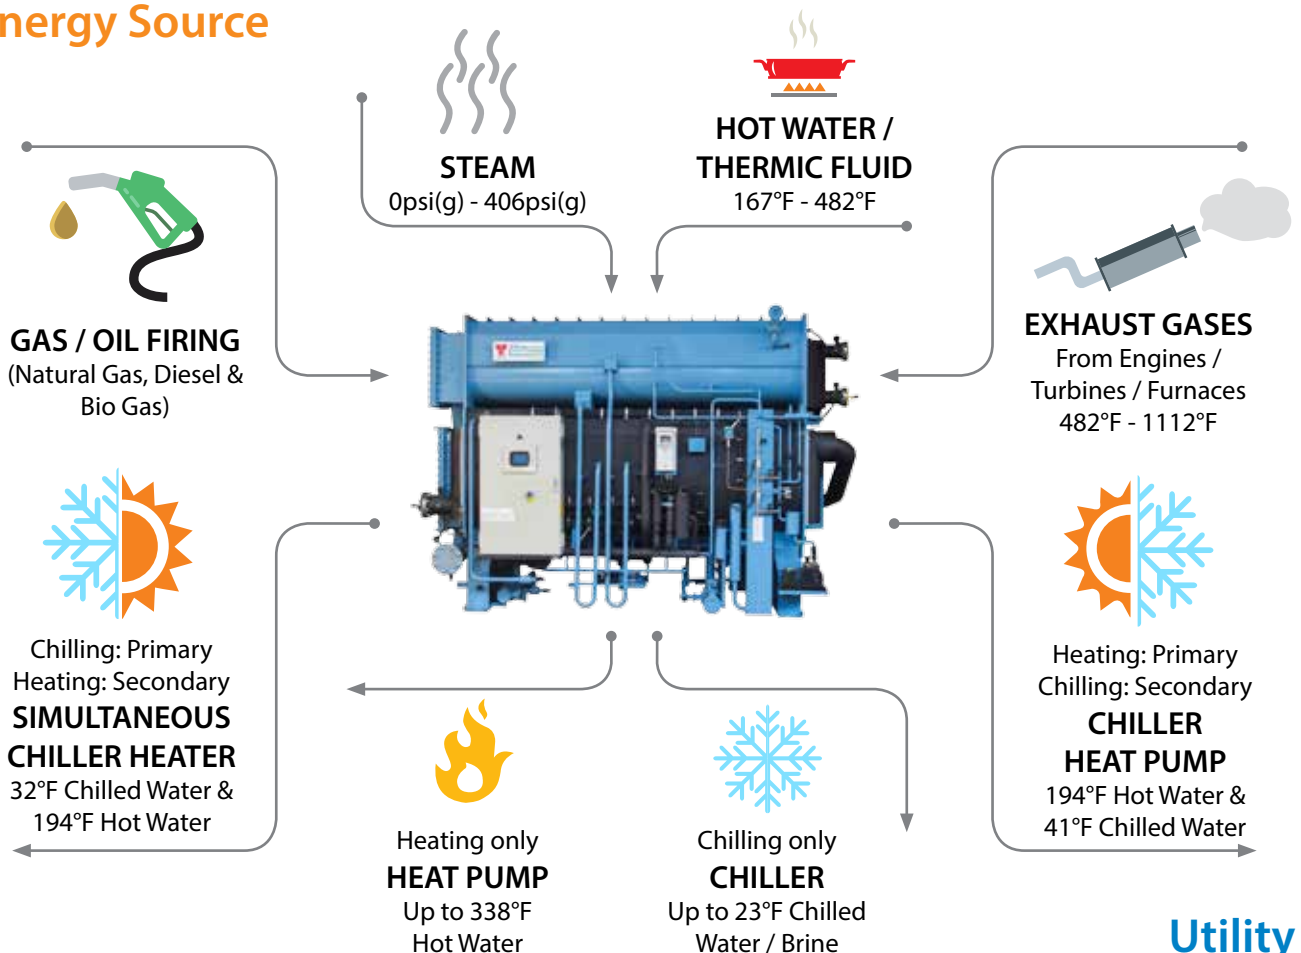 nergy Source
STEAM
0psi(g) - 406psi(g)
HOT WATER /
THERMIC FLUID
167°F - 482°F
GAS / OIL FIRING
(Natural Gas, Diesel &
Bio Gas)
EXHAUST GASES
From Engines /
Turbines / Furnaces
482°F - 1112°F
Chilling: Primary
Heating: Secondary
SIMULTANEOUS
CHILLER HEATER
32°F Chilled Water &
194°F Hot Water
Heating only
HEAT PUMP
Up to 338°F
Hot Water
Chilling only
CHILLER
Up to 23°F Chilled
Water / Brine
Heating: Primary
Chilling: Secondary
CHILLER
HEAT PUMP
194°F Hot Water &
41°F Chilled Water
Utility